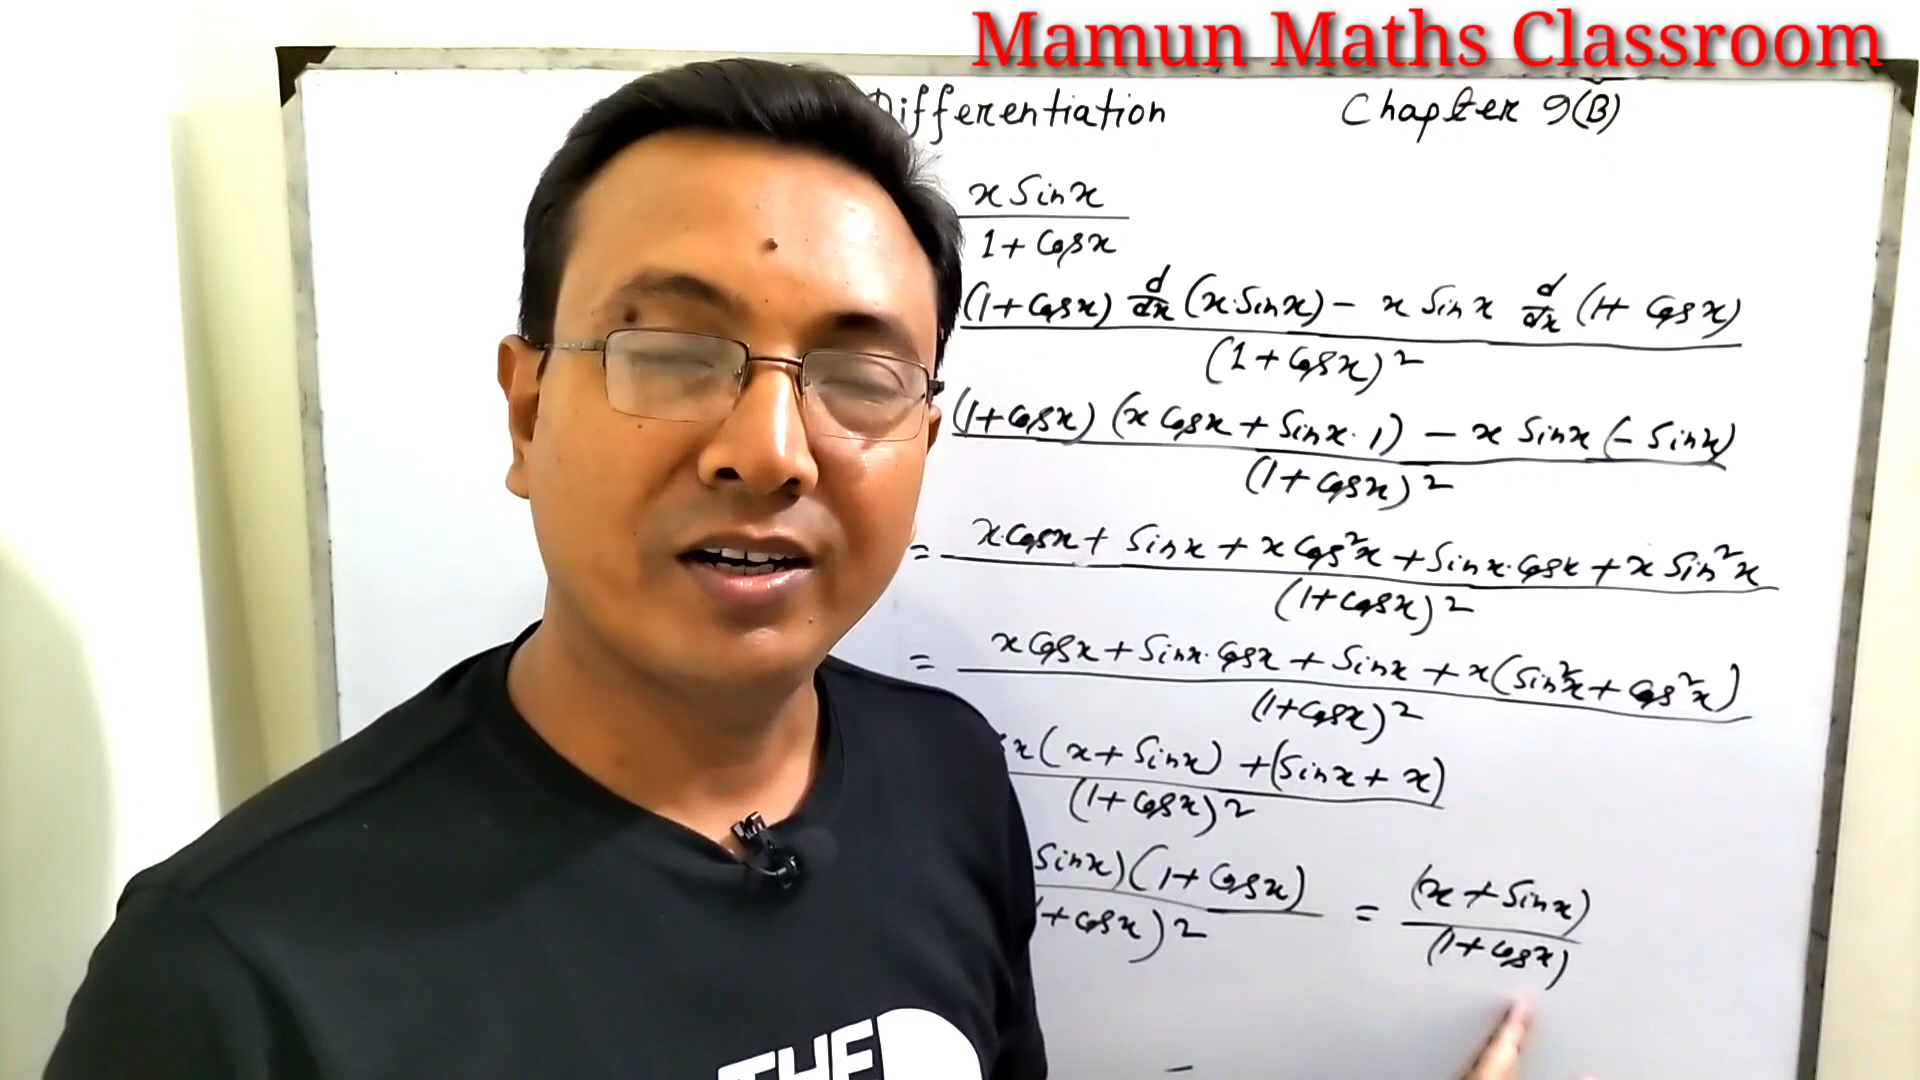 Mamun Maths Classroom
Differentiation Chapter 9(B)
x Sinx
1 + Cosx
(1+Cosx) d/dx (x·Sinx) - x Sinx d/dx (1+ Cosx)
(1+Cosx)²
(1+Cosx) (x Cosx + Sinx·1) - x Sinx (- Sinx)
(1+Cosx)²
= x·Cosx + Sinx + x Cos²x + Sinx·Cosx + x Sin²x
(1+Cosx)²
= x Cosx + Sinx·Cosx + Sinx + x(Sin²x + Cos²x)
(1+Cosx)²
x(x + Sinx) + (Sinx + x)
(1+Cosx)²
Sinx)(1+Cosx) = (x + Sinx)
+Cosx)² (1+Cosx)
THE